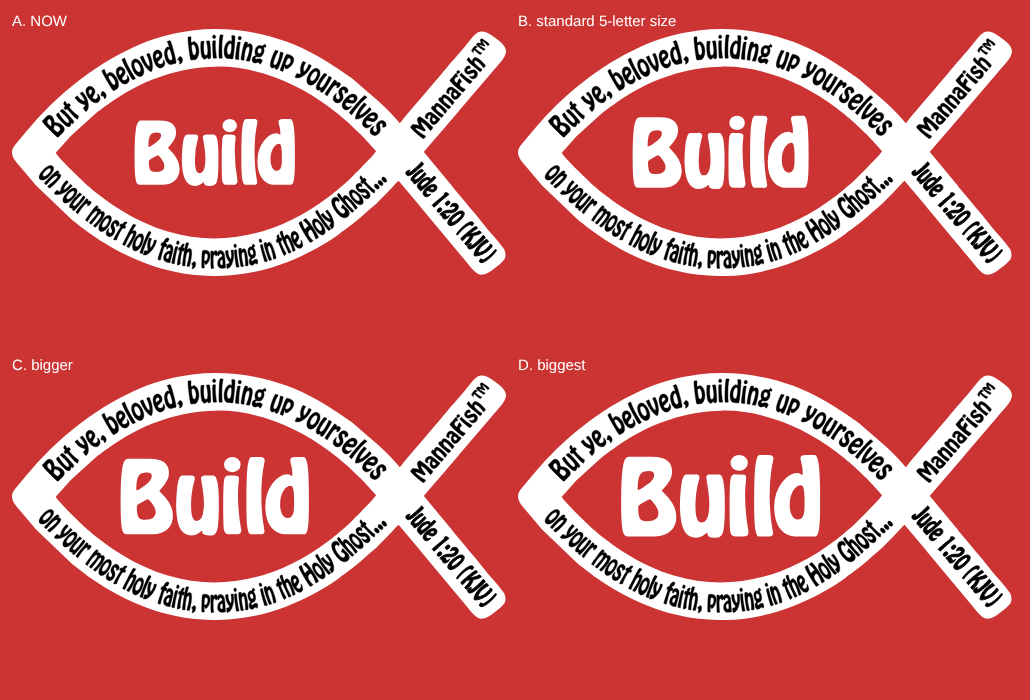 A. NOW
But ye, beloved, building up yourselves
MannaFish™
Build
on your most holy faith, praying in the Holy Ghost...
Jude 1:20 (KJV)
B. standard 5-letter size
But ye, beloved, building up yourselves
MannaFish™
Build
on your most holy faith, praying in the Holy Ghost...
Jude 1:20 (KJV)
C. bigger
But ye, beloved, building up yourselves
MannaFish™
Build
on your most holy faith, praying in the Holy Ghost...
Jude 1:20 (KJV)
D. biggest
But ye, beloved, building up yourselves
MannaFish™
Build
on your most holy faith, praying in the Holy Ghost...
Jude 1:20 (KJV)